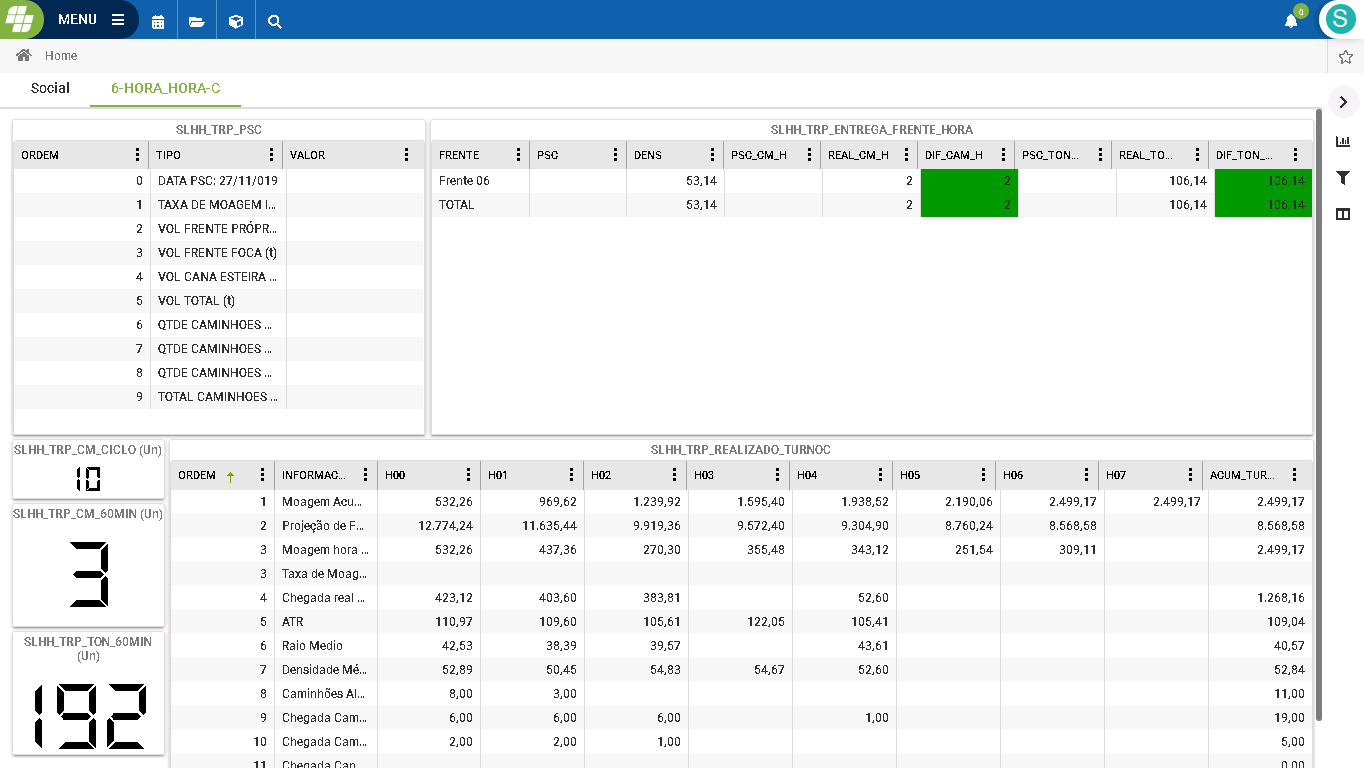 MENU
0
S
Home
Social 6-HORA_HORA-C
SLHH_TRP_PSC
ORDEM TIPO VALOR
0 DATA PSC: 27/11/019
1 TAXA DE MOAGEM I...
2 VOL FRENTE PRÓPR...
3 VOL FRENTE FOCA (t)
4 VOL CANA ESTEIRA ...
5 VOL TOTAL (t)
6 QTDE CAMINHOES ...
7 QTDE CAMINHOES ...
8 QTDE CAMINHOES ...
9 TOTAL CAMINHOES ...
SLHH_TRP_ENTREGA_FRENTE_HORA
FRENTE PSC DENS PSC_CM_H REAL_CM_H DIF_CAM_H PSC_TON... REAL_TO... DIF_TON_...
Frente 06 53,14 2 2 106,14 106,14
TOTAL 53,14 2 2 106,14 106,14
SLHH_TRP_CM_CICLO (Un)
10
SLHH_TRP_CM_60MIN (Un)
3
SLHH_TRP_TON_60MIN
(Un)
192
SLHH_TRP_REALIZADO_TURNOC
ORDEM INFORMAC... H00 H01 H02 H03 H04 H05 H06 H07 ACUM_TUR...
1 Moagem Acu... 532,26 969,62 1.239,92 1.595,40 1.938,52 2.190,06 2.499,17 2.499,17 2.499,17
2 Projeção de F... 12.774,24 11.635,44 9.919,36 9.572,40 9.304,90 8.760,24 8.568,58 8.568,58
3 Moagem hora ... 532,26 437,36 270,30 355,48 343,12 251,54 309,11 2.499,17
3 Taxa de Moag...
4 Chegada real ... 423,12 403,60 383,81 52,60 1.268,16
5 ATR 110,97 109,60 105,61 122,05 105,41 109,04
6 Raio Medio 42,53 38,39 39,57 43,61 40,57
7 Densidade Mé... 52,89 50,45 54,83 54,67 52,60 52,84
8 Caminhões Al... 8,00 3,00 11,00
9 Chegada Cam... 6,00 6,00 6,00 1,00 19,00
10 Chegada Cam... 2,00 2,00 1,00 5,00
11 Chegada Can... 0,00